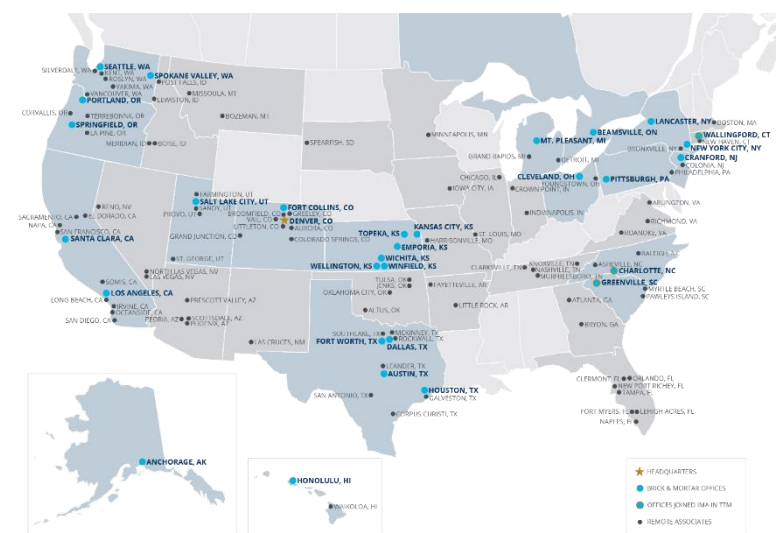 SEATTLE, WA
SILVERDALT, WA
KENT, WA
ROSLYN, WA
YAKIMA, WA
VANCOUVER, WA
PORTLAND, OR
SPOKANE VALLEY, WA
POST FALLS, ID
LEWISTON, ID
MISSOULA, MT
BOZEMAN, MT
CORVALLIS, OR
TERREBONNE, OR
SPRINGFIELD, OR
LA PINE, OR
MERIDIAN, ID
BOISE, ID
SPEARFISH, SD
MINNEAPOLIS, MN
MT. PLEASANT, MI
GRAND RAPIDS, MI
DETROIT, MI
BEAMSVILLE, ON
LANCASTER, NY
BOSTON, MA
WALLINGFORD, CT
NEW HAVEN, CT
BRONXVILLE, NY
NEW YORK CITY, NY
CRANFORD, NJ
COLONIA, NJ
PHILADELPHIA, PA
CLEVELAND, OH
YOUNGSTOWN, OH
PITTSBURGH, PA
CHICAGO, IL
IOWA CITY, IA
CROWN POINT, IN
INDIANAPOLIS, IN
ARLINGTON, VA
RICHMOND, VA
ROANOKE, VA
FARMINGTON, UT
SALT LAKE CITY, UT
SANDY, UT
PROVO, UT
FORT COLLINS, CO
BROOMFIELD, CO
GREELEY, CO
VAIL, CO
DENVER, CO
LITTLETON, CO
AURORA, CO
GRAND JUNCTION, CO
COLORADO SPRINGS, CO
ST. GEORGE, UT
RENO, NV
SACRAMENTO, CA
EL DORADO, CA
NAPA, CA
SAN FRANCISCO, CA
SANTA CLARA, CA
NORTH LAS VEGAS, NV
LAS VEGAS, NV
SOMIS, CA
LOS ANGELES, CA
LONG BEACH, CA
IRVINE, CA
OCEANSIDE, CA
SAN DIEGO, CA
PRESCOTT VALLEY, AZ
PEORIA, AZ
SCOTTSDALE, AZ
PHOENIX, AZ
LAS CRUCES, NM
TOPEKA, KS
KANSAS CITY, KS
HARRISONVILLE, MO
ST. LOUIS, MO
EMPORIA, KS
WICHITA, KS
WELLINGTON, KS
WINFIELD, KS
TULSA, OK
JENKS, OK
OKLAHOMA CITY, OK
FAYETTEVILLE, AR
ALTUS, OK
LITTLE ROCK, AR
CLARKSVILLE, TN
KNOXVILLE, TN
NASHVILLE, TN
MURFREESBORO, TN
ASHEVILLE, NC
RALEIGH, NC
CHARLOTTE, NC
GREENVILLE, SC
MYRTLE BEACH, SC
PAWLEYS ISLAND, SC
ATLANTA, GA
BRYON, GA
SOUTHLAKE, TX
MCKINNEY, TX
ROCKWALL, TX
FORT WORTH, TX
DALLAS, TX
LEANDER, TX
AUSTIN, TX
SAN ANTONIO, TX
HOUSTON, TX
GALVESTON, TX
CORPUS CHRISTI, TX
CLERMONT, FL
ORLANDO, FL
NEW PORT RICHEY, FL
TAMPA, FL
FORT MYERS, FL
LEHIGH ACRES, FL
NAPLES, FL
ANCHORAGE, AK
HONOLULU, HI
WAIKOLOA, HI
HEADQUARTERS
BRICK & MORTAR OFFICES
OFFICES JOINED IMA IN TTM
REMOTE ASSOCIATES